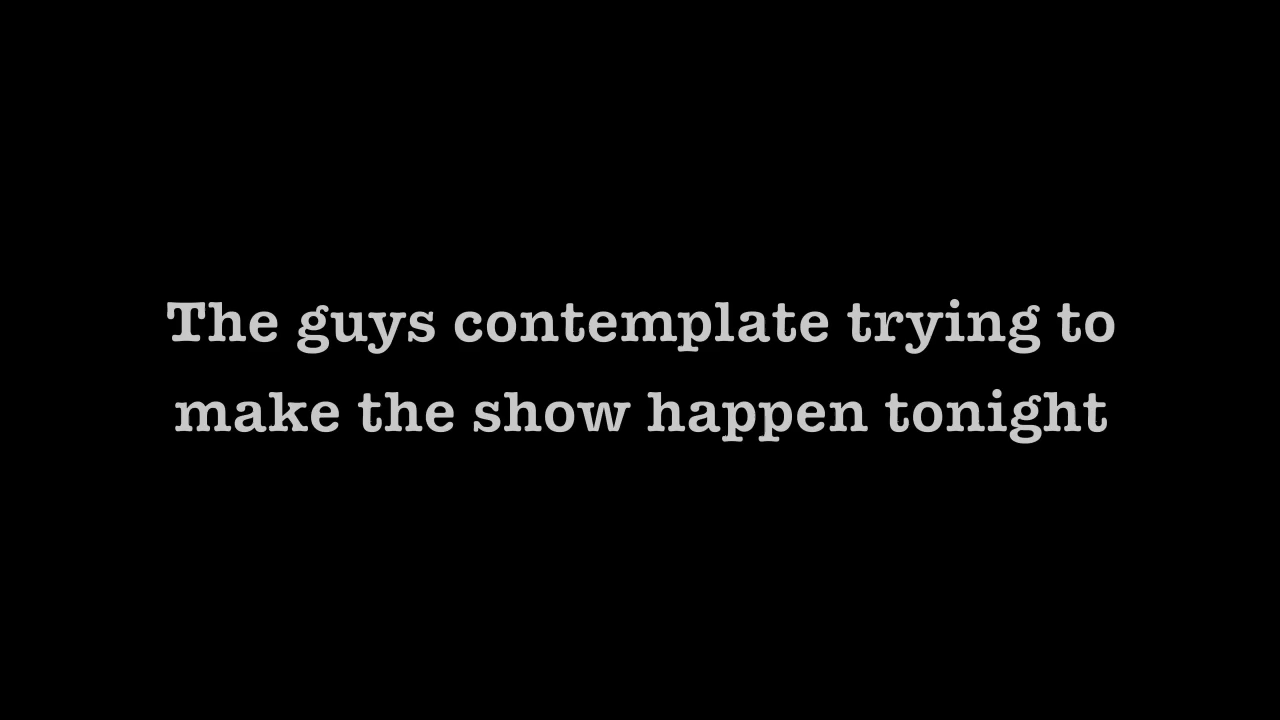 The guys contemplate trying to
make the show happen tonight